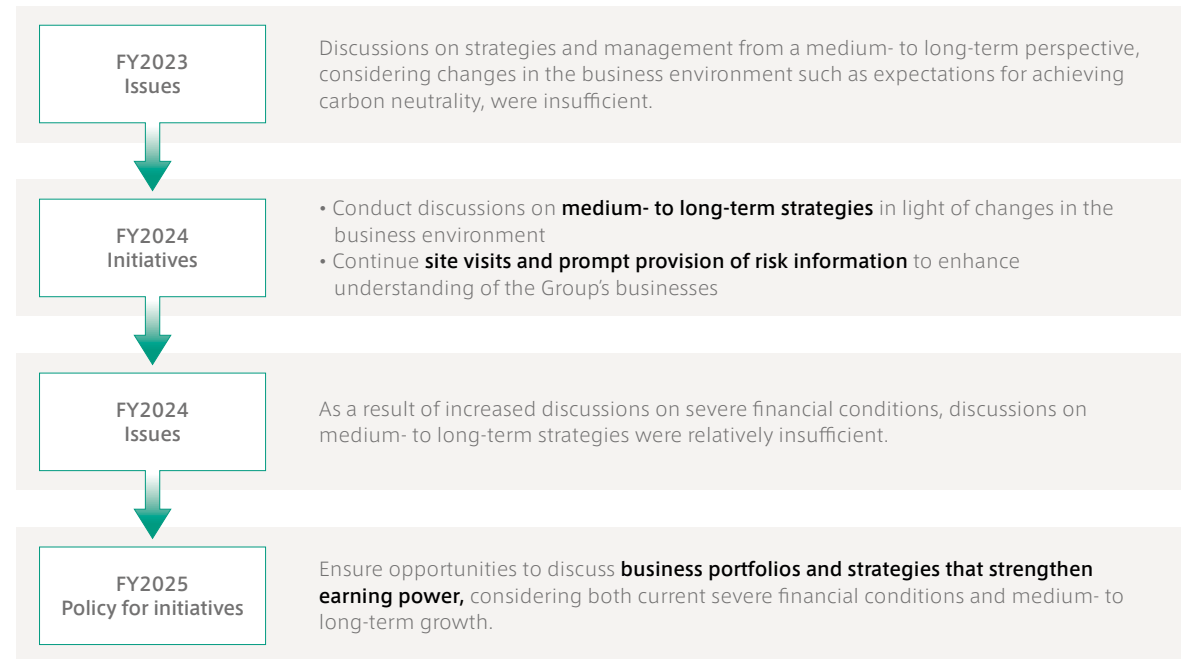 FY2023
Issues
Discussions on strategies and management from a medium- to long-term perspective,
considering changes in the business environment such as expectations for achieving
carbon neutrality, were insufficient.
FY2024
Initiatives
• Conduct discussions on medium- to long-term strategies in light of changes in the
business environment
• Continue site visits and prompt provision of risk information to enhance
understanding of the Group's businesses
FY2024
Issues
As a result of increased discussions on severe financial conditions, discussions on
medium- to long-term strategies were relatively insufficient.
FY2025
Policy for initiatives
Ensure opportunities to discuss business portfolios and strategies that strengthen
earning power, considering both current severe financial conditions and medium- to
long-term growth.